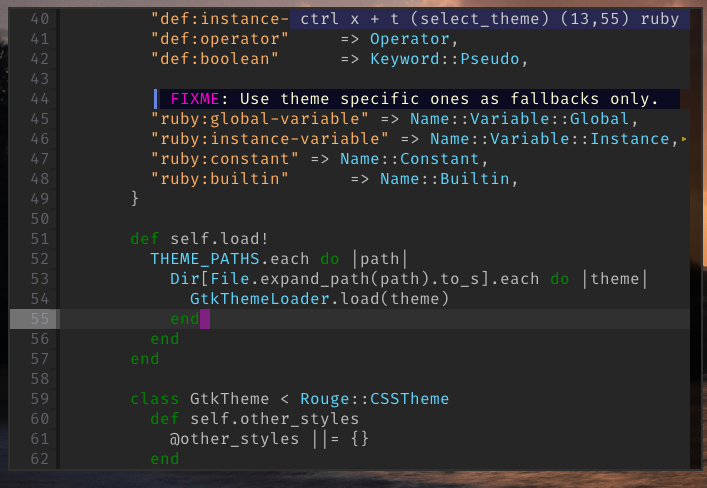 40 "def:instance- ctrl x + t (select_theme) (13,55) ruby
41 "def:operator" => Operator,
42 "def:boolean" => Keyword::Pseudo,
43
44 FIXME: Use theme specific ones as fallbacks only.
45 "ruby:global-variable" => Name::Variable::Global,
46 "ruby:instance-variable" => Name::Variable::Instance,▸
47 "ruby:constant" => Name::Constant,
48 "ruby:builtin" => Name::Builtin,
49 }
50
51 def self.load!
52 THEME_PATHS.each do |path|
53 Dir[File.expand_path(path).to_s].each do |theme|
54 GtkThemeLoader.load(theme)
55 end
56 end
57 end
58
59 class GtkTheme < Rouge::CSSTheme
60 def self.other_styles
61 @other_styles ||= {}
62 end